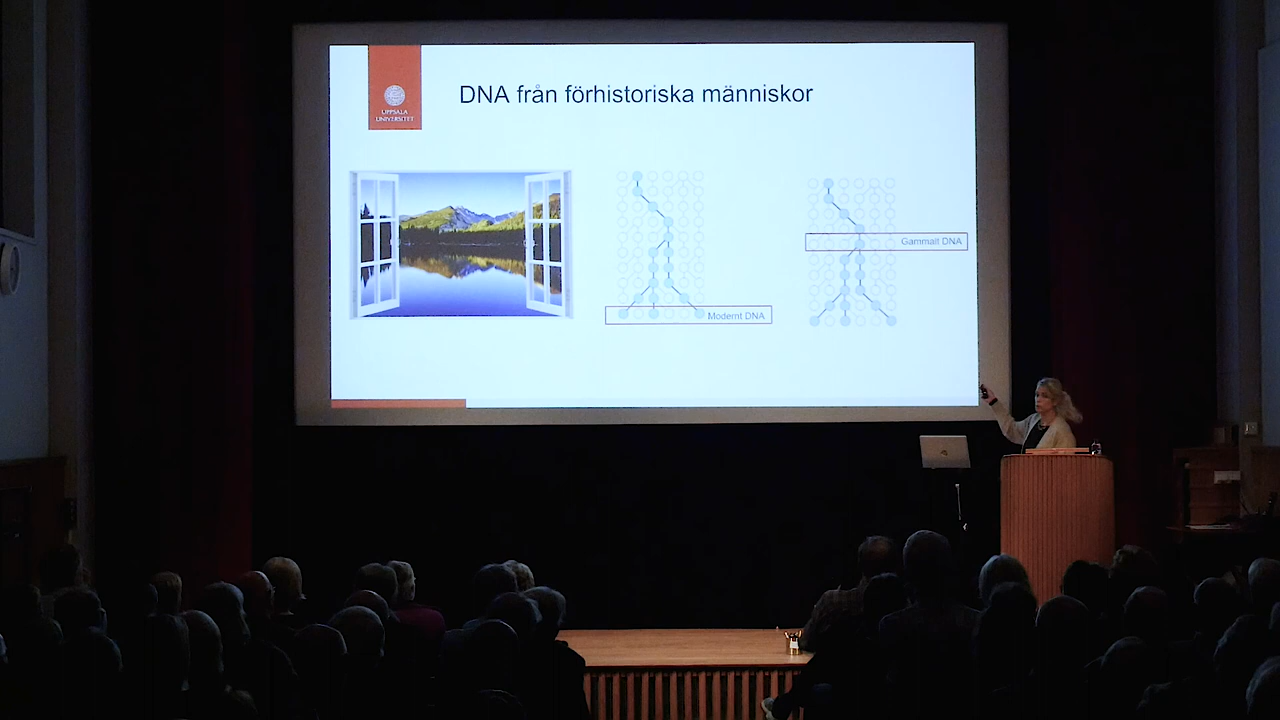 DNA från förhistoriska människor
UPPSALA
UNIVERSITET
Gammalt DNA
Modernt DNA